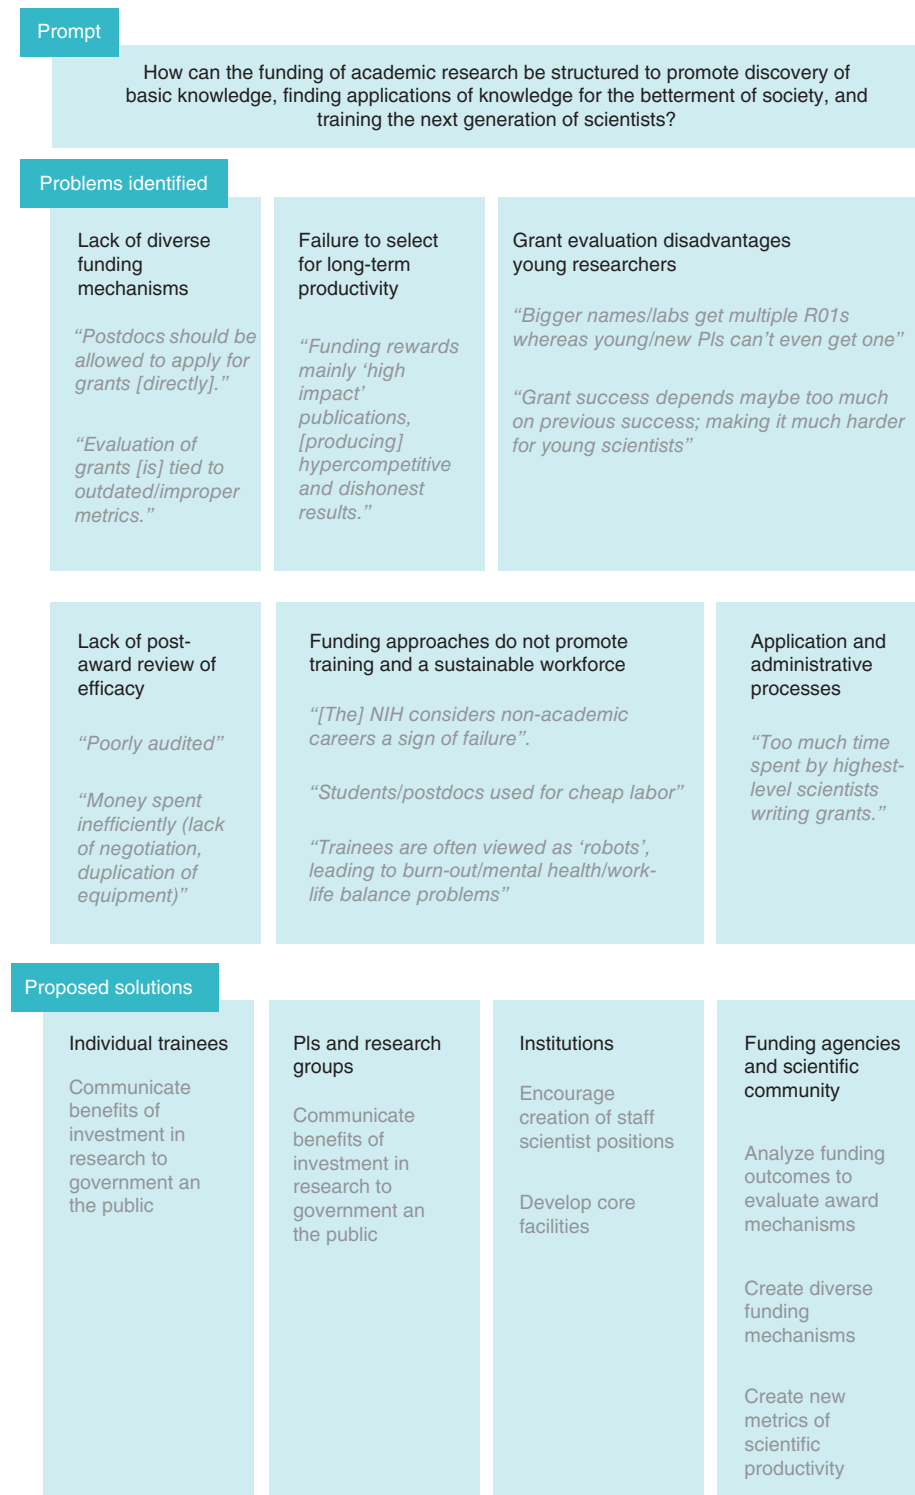 Prompt
How can the funding of academic research be structured to promote discovery of
basic knowledge, finding applications of knowledge for the betterment of society, and
training the next generation of scientists?
Problems identified
Lack of diverse
funding
mechanisms
“Postdocs should be
allowed to apply for
grants [directly].”
“Evaluation of
grants [is] tied to
outdated/improper
metrics.”
Failure to select
for long-term
productivity
“Funding rewards
mainly ‘high
impact’
publications,
[producing]
hypercompetitive
and dishonest
results.”
Grant evaluation disadvantages
young researchers
“Bigger names/labs get multiple R01s
whereas young/new PIs can’t even get one”
“Grant success depends maybe too much
on previous success; making it much harder
for young scientists”
Lack of post-
award review of
efficacy
“Poorly audited”
“Money spent
inefficiently (lack
of negotiation,
duplication of
equipment)”
Funding approaches do not promote
training and a sustainable workforce
“[The] NIH considers non-academic
careers a sign of failure”.
“Students/postdocs used for cheap labor”
“Trainees are often viewed as ‘robots’,
leading to burn-out/mental health/work-
life balance problems”
Application and
administrative
processes
“Too much time
spent by highest-
level scientists
writing grants.”
Proposed solutions
Individual trainees
Communicate
benefits of
investment in
research to
government an
the public
PIs and research
groups
Communicate
benefits of
investment in
research to
government an
the public
Institutions
Encourage
creation of staff
scientist positions
Develop core
facilities
Funding agencies
and scientific
community
Analyze funding
outcomes to
evaluate award
mechanisms
Create diverse
funding
mechanisms
Create new
metrics of
scientific
productivity